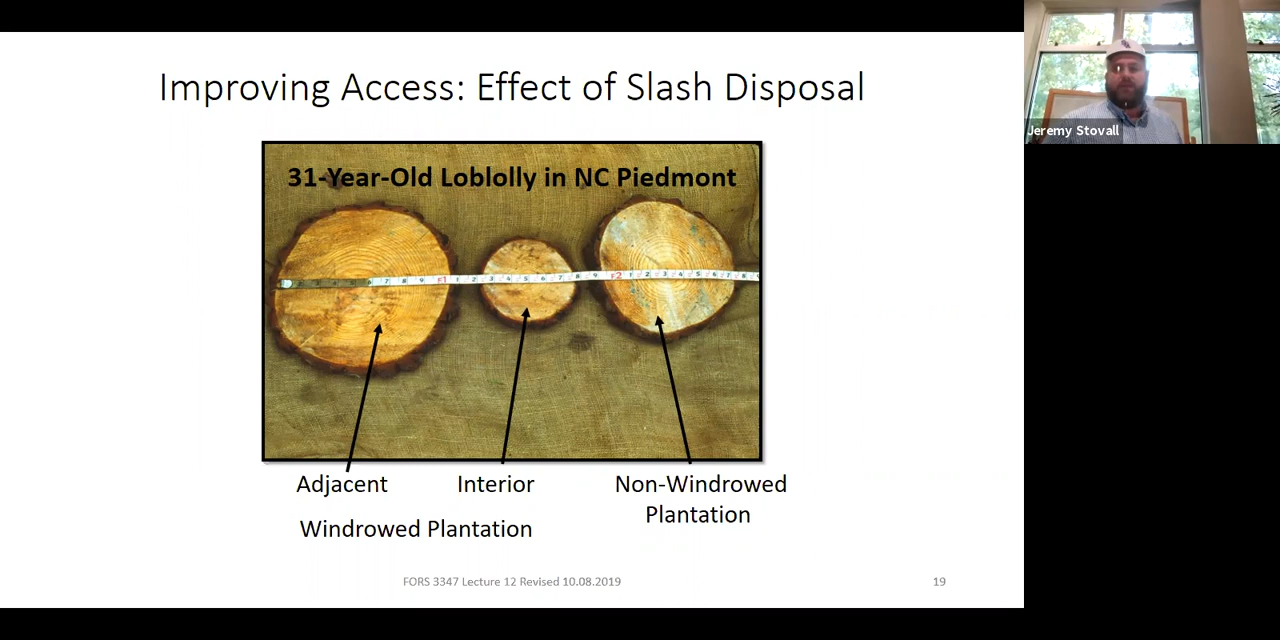 Improving Access: Effect of Slash Disposal
Jeremy Stovall
31-Year-Old Loblolly in NC Piedmont
Adjacent
Interior
Non-Windrowed
Plantation
Windrowed Plantation
FORS 3347 Lecture 12 Revised 10.08.2019
19